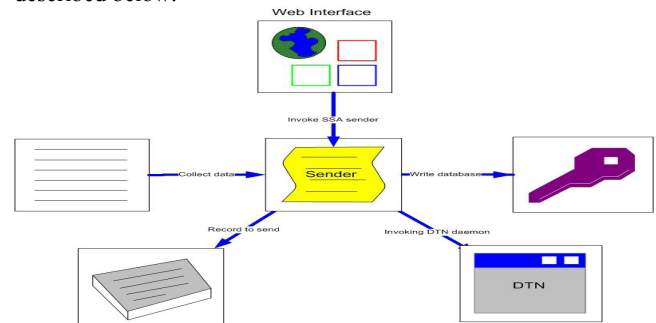 described below.
Web Interface
Invoke SSA sender
Collect data
Sender
Write database
Record to send
Invoking DTN daemon
DTN